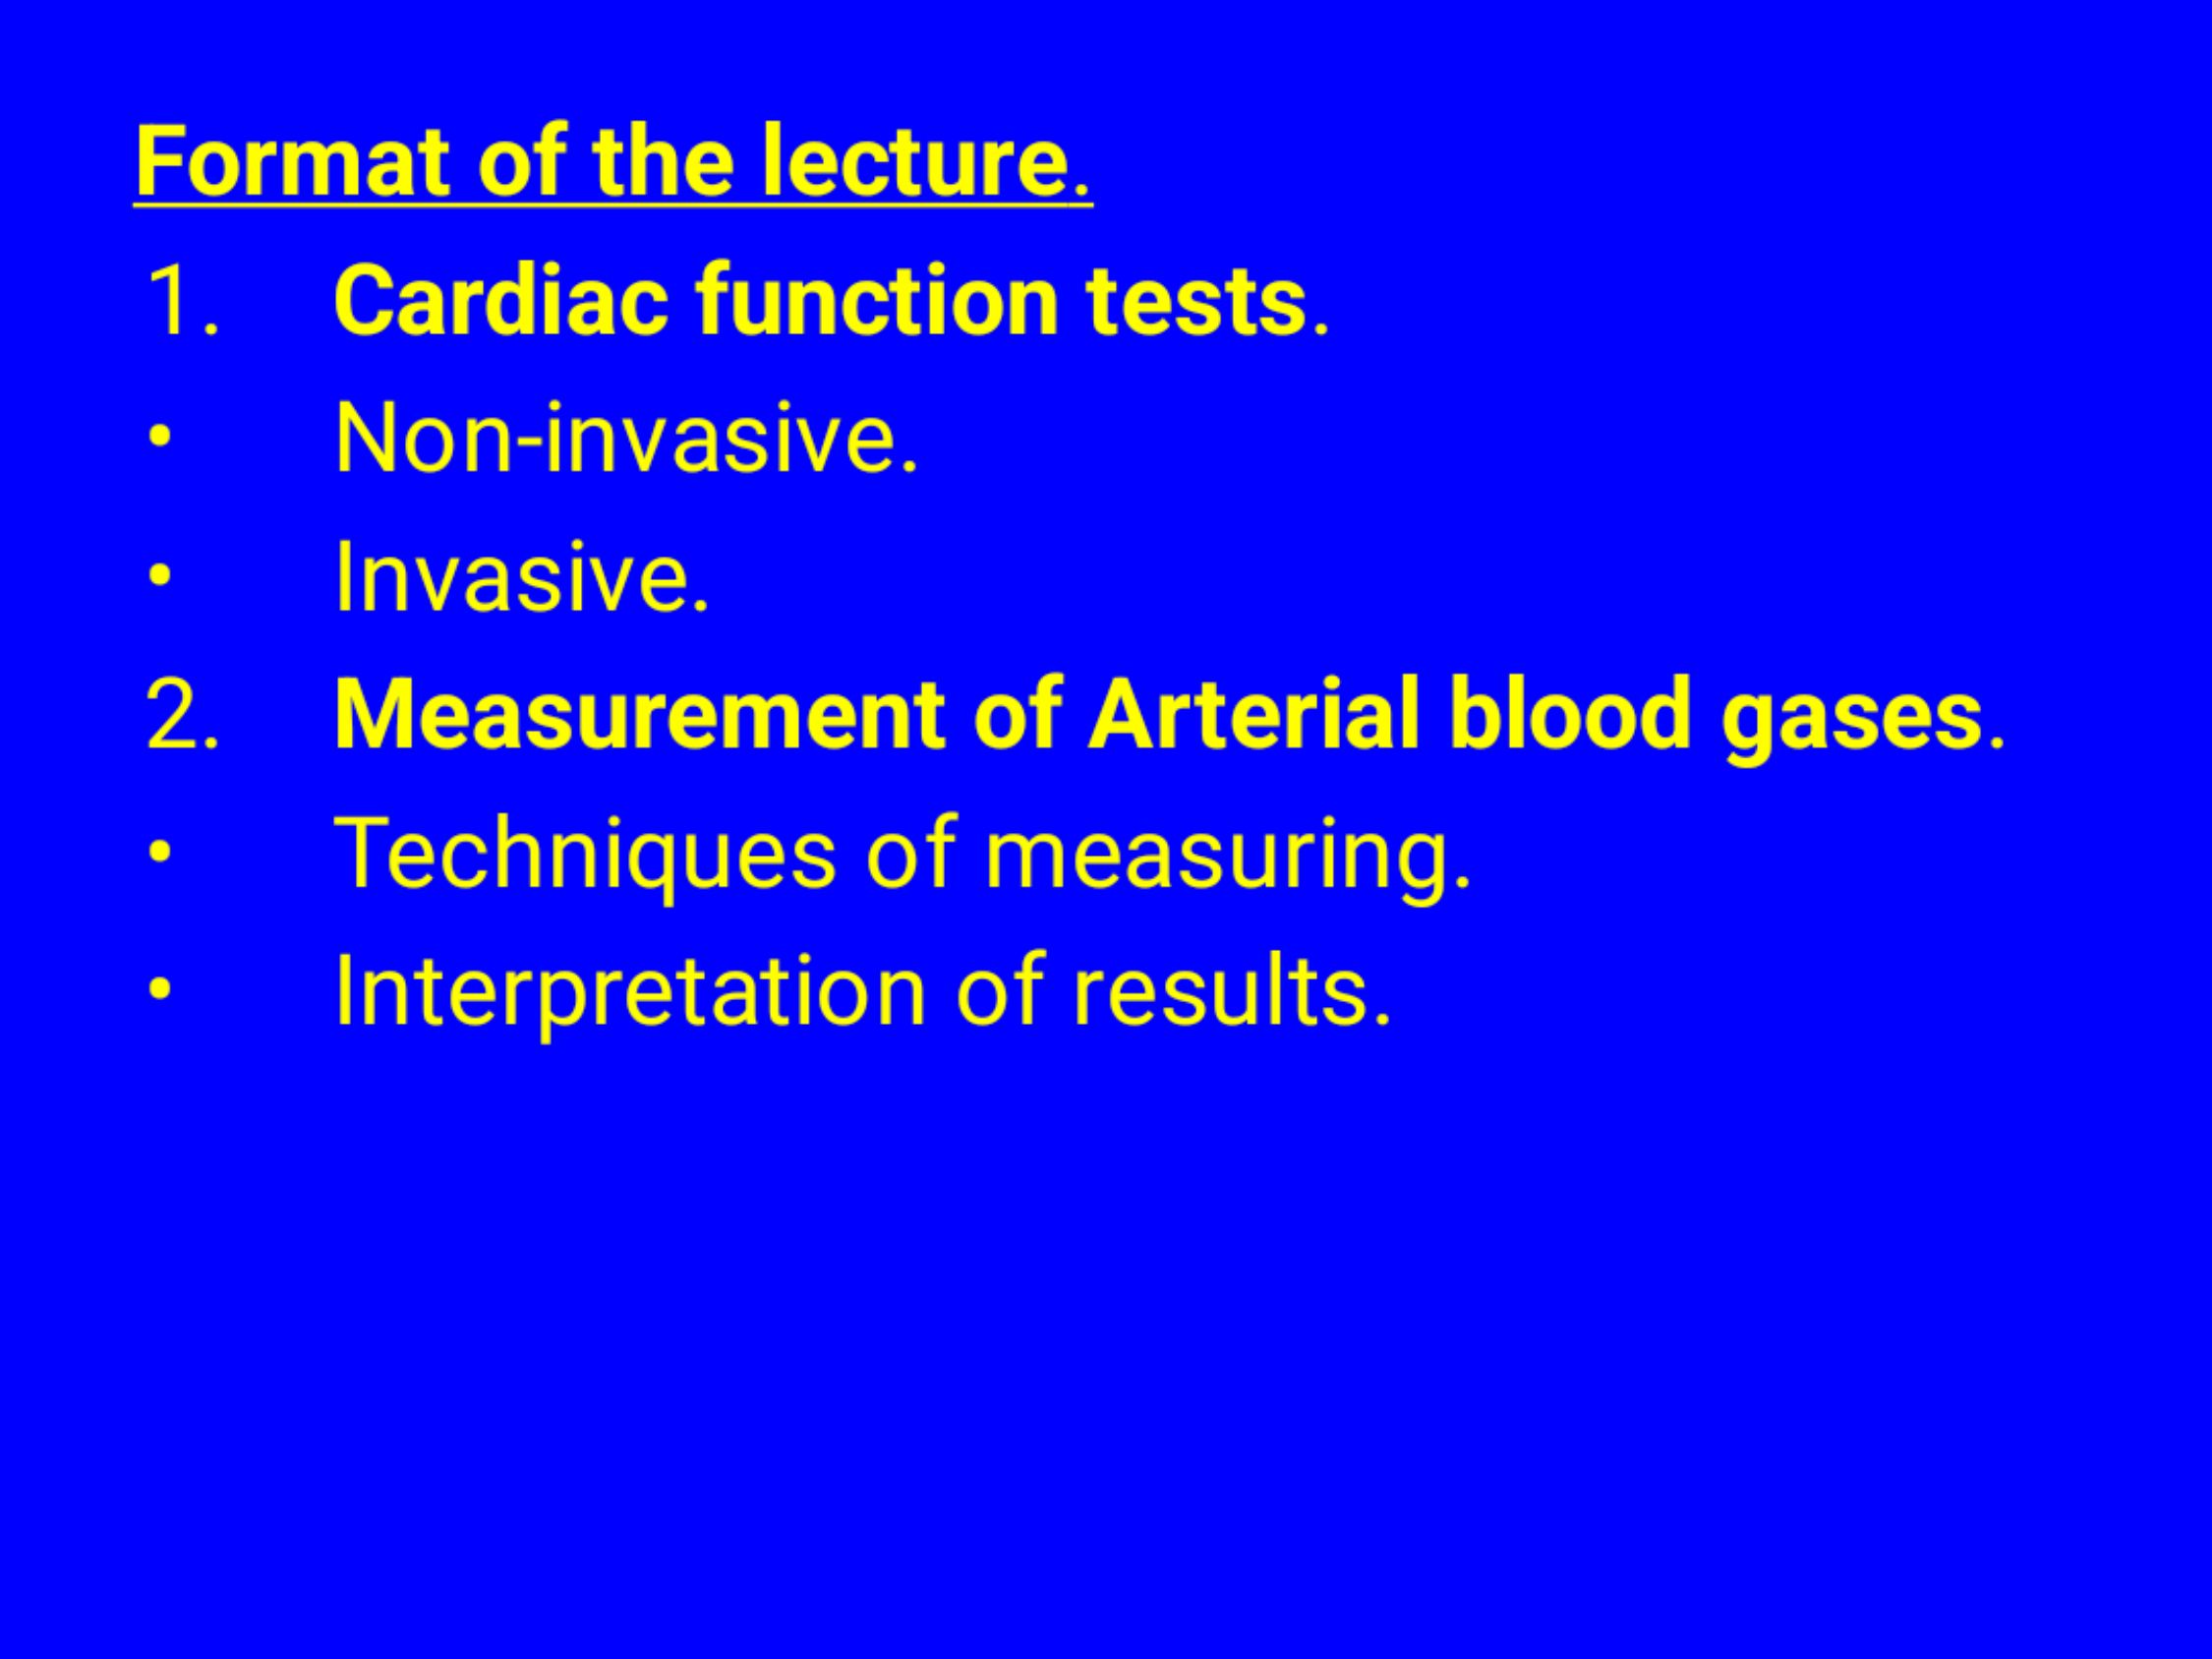 Format of the lecture.
1. Cardiac function tests.
• Non-invasive.
• Invasive.
2. Measurement of Arterial blood gases.
• Techniques of measuring.
• Interpretation of results.